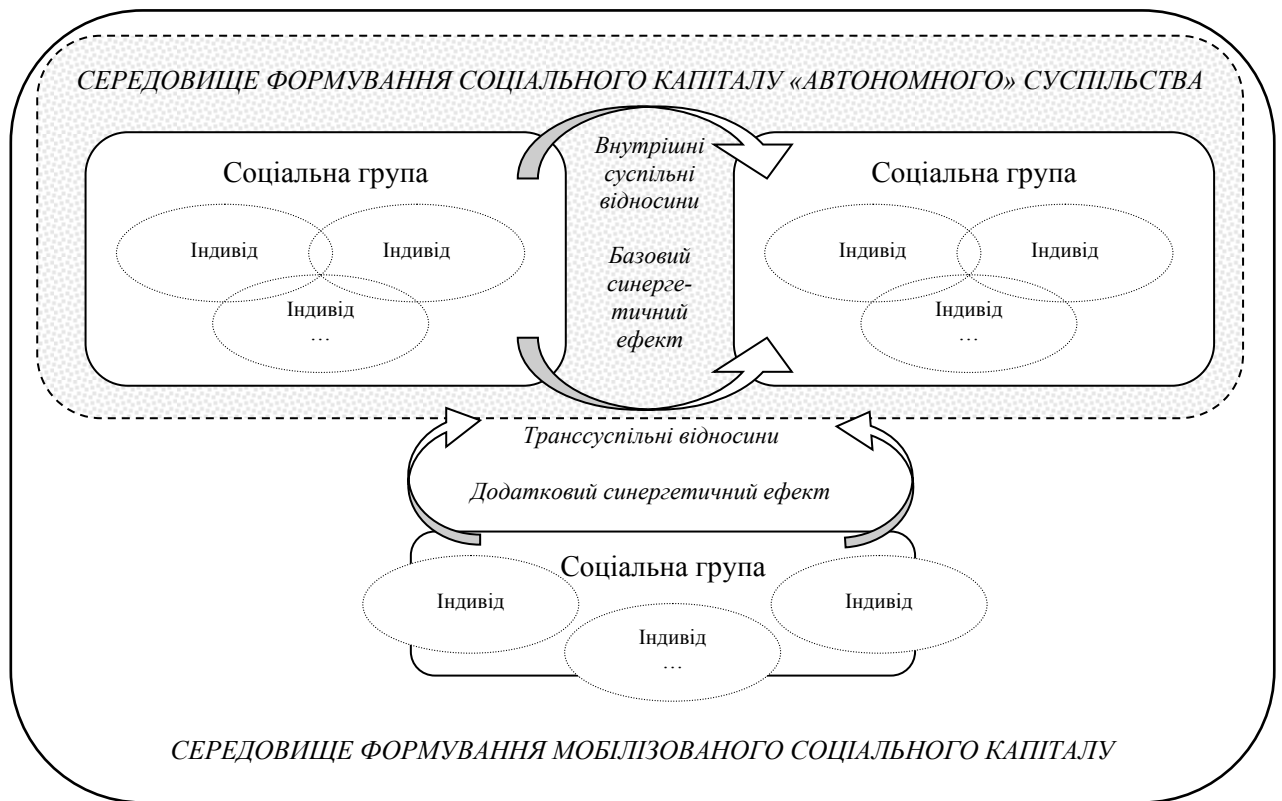 СЕРЕДОВИЩЕ ФОРМУВАННЯ СОЦІАЛЬНОГО КАПІТАЛУ «АВТОНОМНОГО» СУСПІЛЬСТВА
Соціальна група
Індивід
Індивід
Індивід
…
Внутрішні
суспільні
відносини
Базовий
синерге-
тичний
ефект
Соціальна група
Індивід
Індивід
Індивід
…
Транссуспільні відносини
Додатковий синергетичний ефект
Соціальна група
Індивід
Індивід
…
Індивід
СЕРЕДОВИЩЕ ФОРМУВАННЯ МОБІЛІЗОВАНОГО СОЦІАЛЬНОГО КАПІТАЛУ